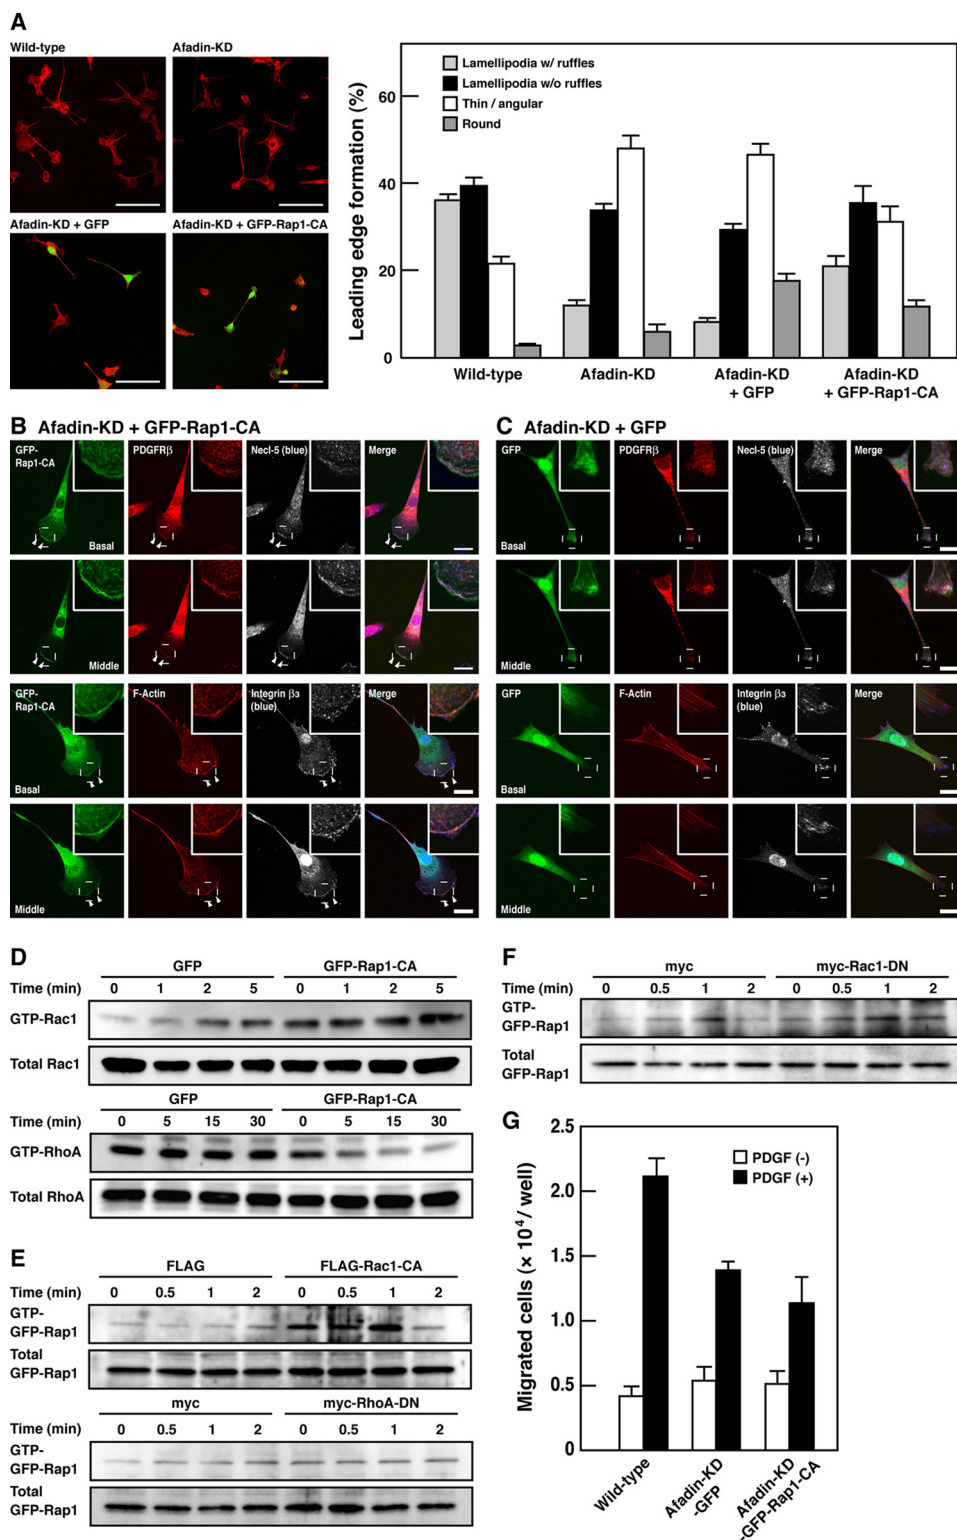 A
Wild-type
Afadin-KD
Afadin-KD + GFP
Afadin-KD + GFP-Rap1-CA
Leading edge formation (%)
60
40
20
0
Lamellipodia w/ ruffles
Lamellipodia w/o ruffles
Thin / angular
Round
Wild-type
Afadin-KD
Afadin-KD
+ GFP
Afadin-KD
+ GFP-Rap1-CA
B Afadin-KD + GFP-Rap1-CA
GFP-
Rap1-CA
PDGFRβ
Necl-5 (blue)
Merge
Basal
Middle
GFP-
Rap1-CA
F-Actin
Integrin β3
(blue)
Merge
Basal
Middle
C Afadin-KD + GFP
GFP
PDGFRβ
Necl-5 (blue)
Merge
Basal
Middle
GFP
F-Actin
Integrin β3
(blue)
Merge
Basal
Middle
D
GFP GFP-Rap1-CA
Time (min) 0 1 2 5 0 1 2 5
GTP-Rac1
Total Rac1
GFP GFP-Rap1-CA
Time (min) 0 5 15 30 0 5 15 30
GTP-RhoA
Total RhoA
E
FLAG FLAG-Rac1-CA
Time (min) 0 0.5 1 2 0 0.5 1 2
GTP-
GFP-Rap1
Total
GFP-Rap1
myc myc-RhoA-DN
Time (min) 0 0.5 1 2 0 0.5 1 2
GTP-
GFP-Rap1
Total
GFP-Rap1
F
myc myc-Rac1-DN
Time (min) 0 0.5 1 2 0 0.5 1 2
GTP-
GFP-Rap1
Total
GFP-Rap1
G
Migrated cells (× 10⁴ / well)
2.5
2.0
1.5
1.0
0.5
0
PDGF (-)
PDGF (+)
Wild-type
Afadin-KD
-GFP
Afadin-KD
-GFP-Rap1-CA